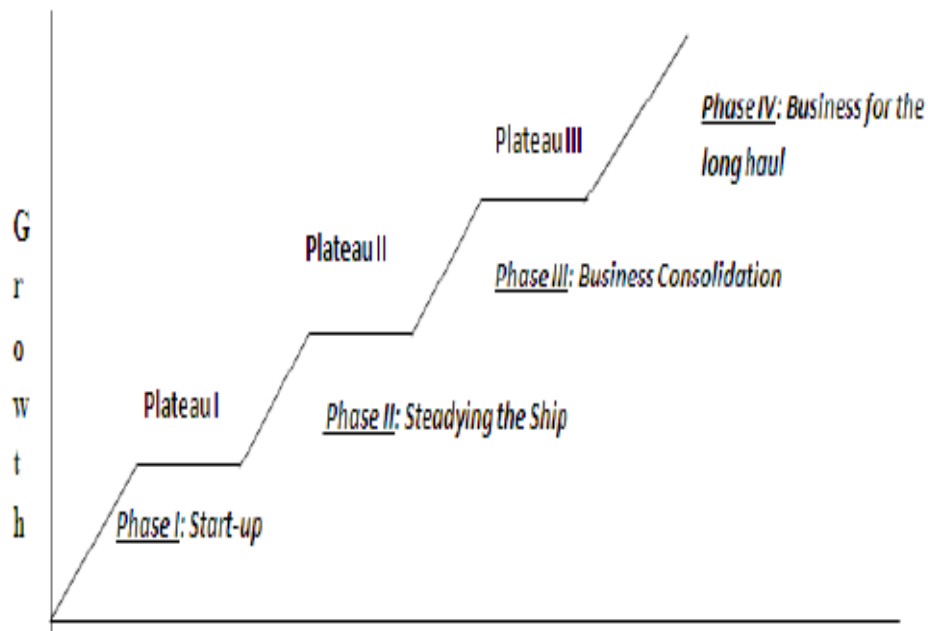 Phase IV: Business for the
long haul
Plateau III
Plateau II
Phase III: Business Consolidation
Plateau I
Phase II: Steadying the Ship
Phase I: Start-up
G
r
o
w
t
h